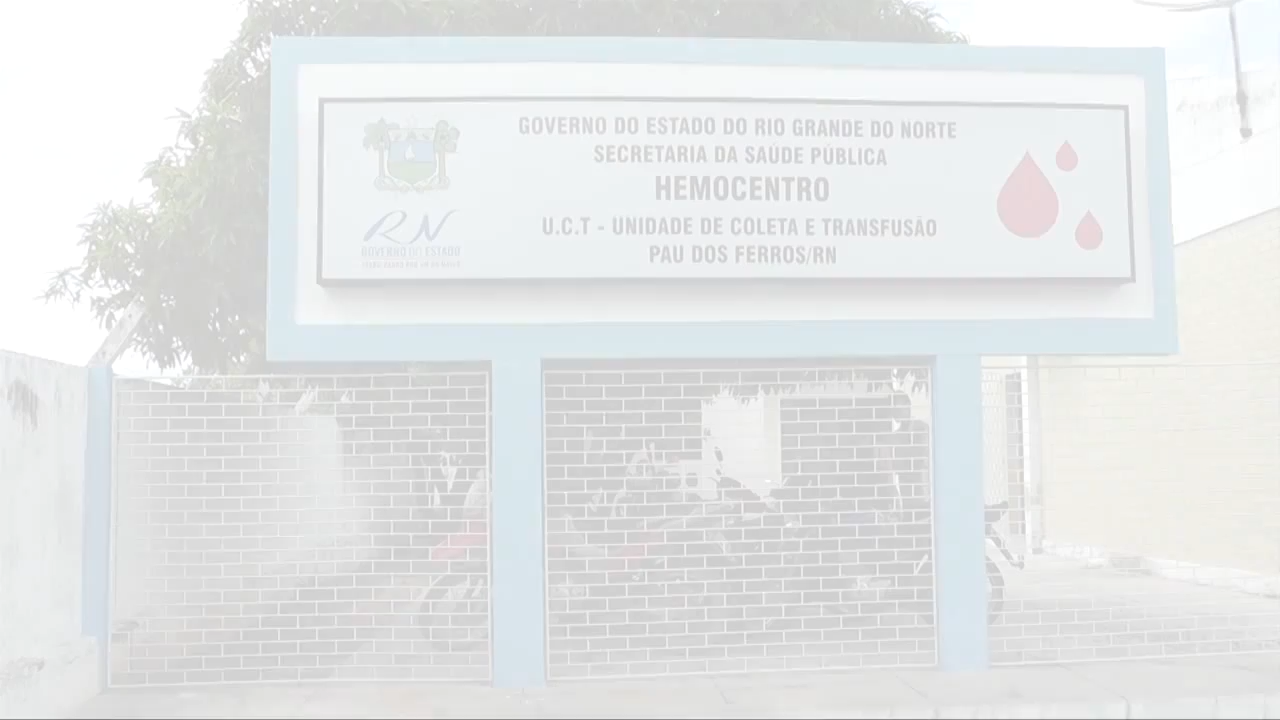 GOVERNO DO ESTADO DO RIO GRANDE DO NORTE
SECRETARIA DA SAÚDE PÚBLICA
HEMOCENTRO
U.C.T - UNIDADE DE COLETA E TRANSFUSÃO
PAU DOS FERROS/RN
RN
GOVERNO DO ESTADO